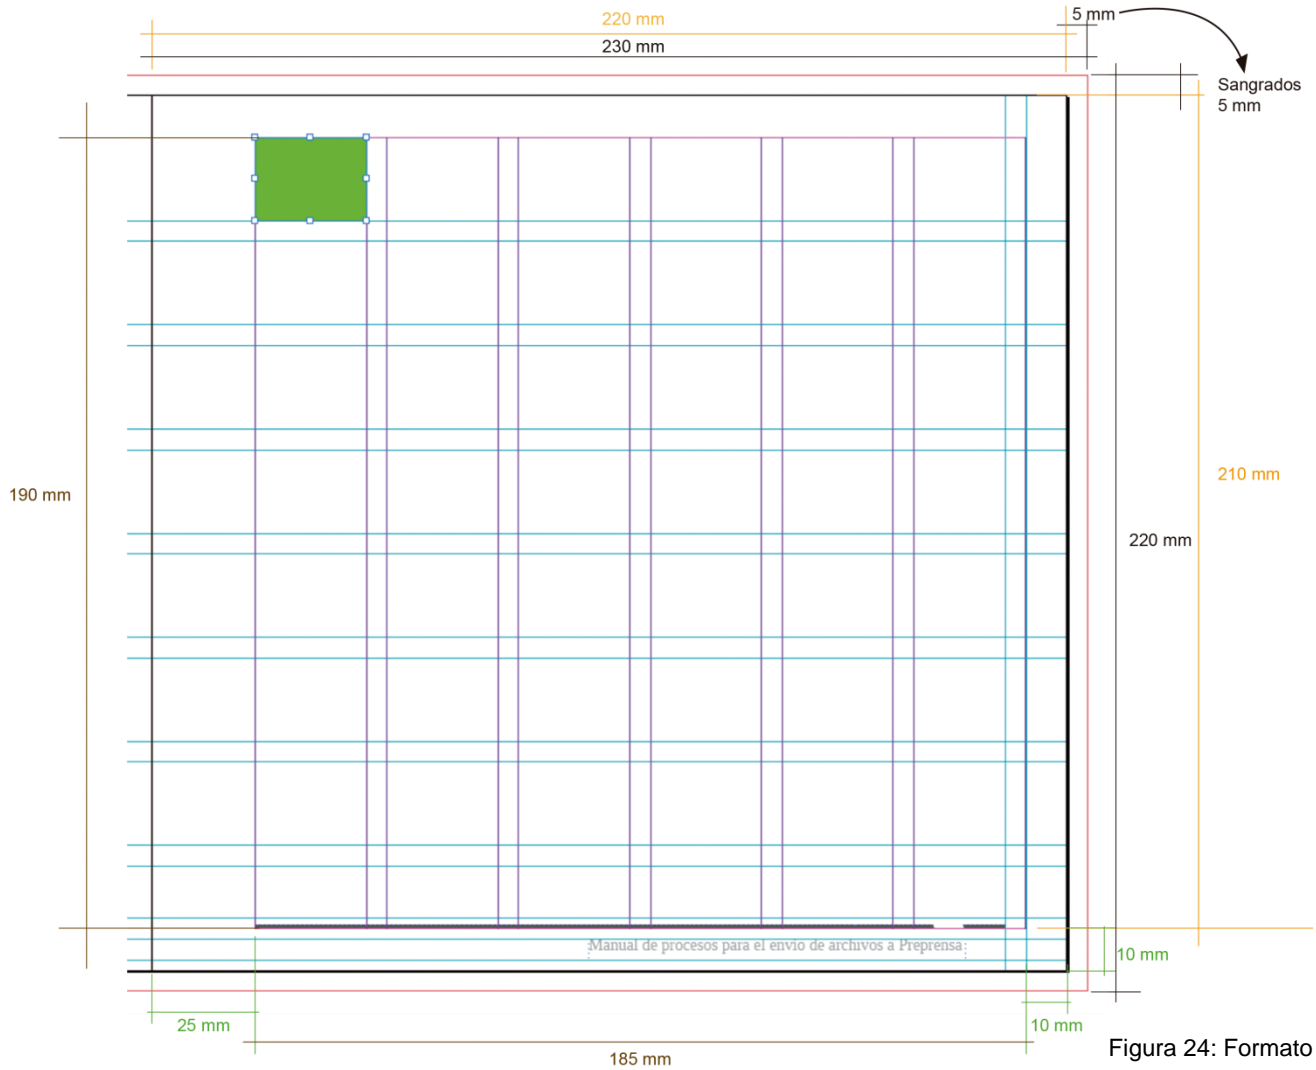 220 mm
5 mm
230 mm
Sangrados
5 mm
190 mm
210 mm
220 mm
Manual de procesos para el envio de archivos a Preprensa
10 mm
25 mm
10 mm
185 mm
Figura 24: Formato